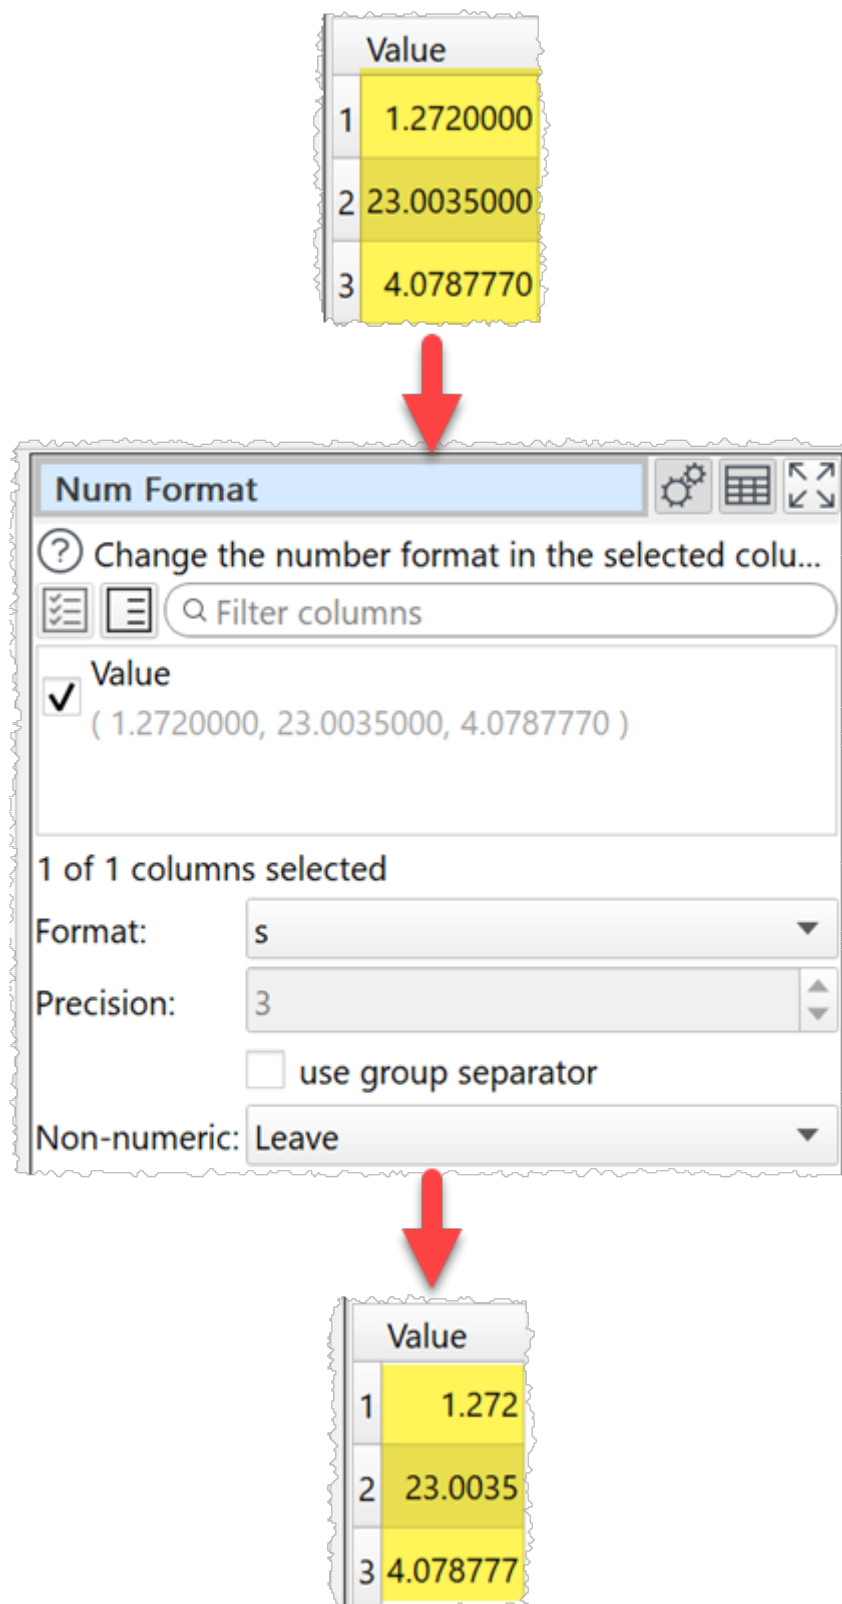 Value
1 1.2720000
2 23.0035000
3 4.0787770
Num Format
? Change the number format in the selected colu...
Filter columns
Value
( 1.2720000, 23.0035000, 4.0787770 )
1 of 1 columns selected
Format: s
Precision: 3
use group separator
Non-numeric: Leave
Value
1 1.272
2 23.0035
3 4.078777